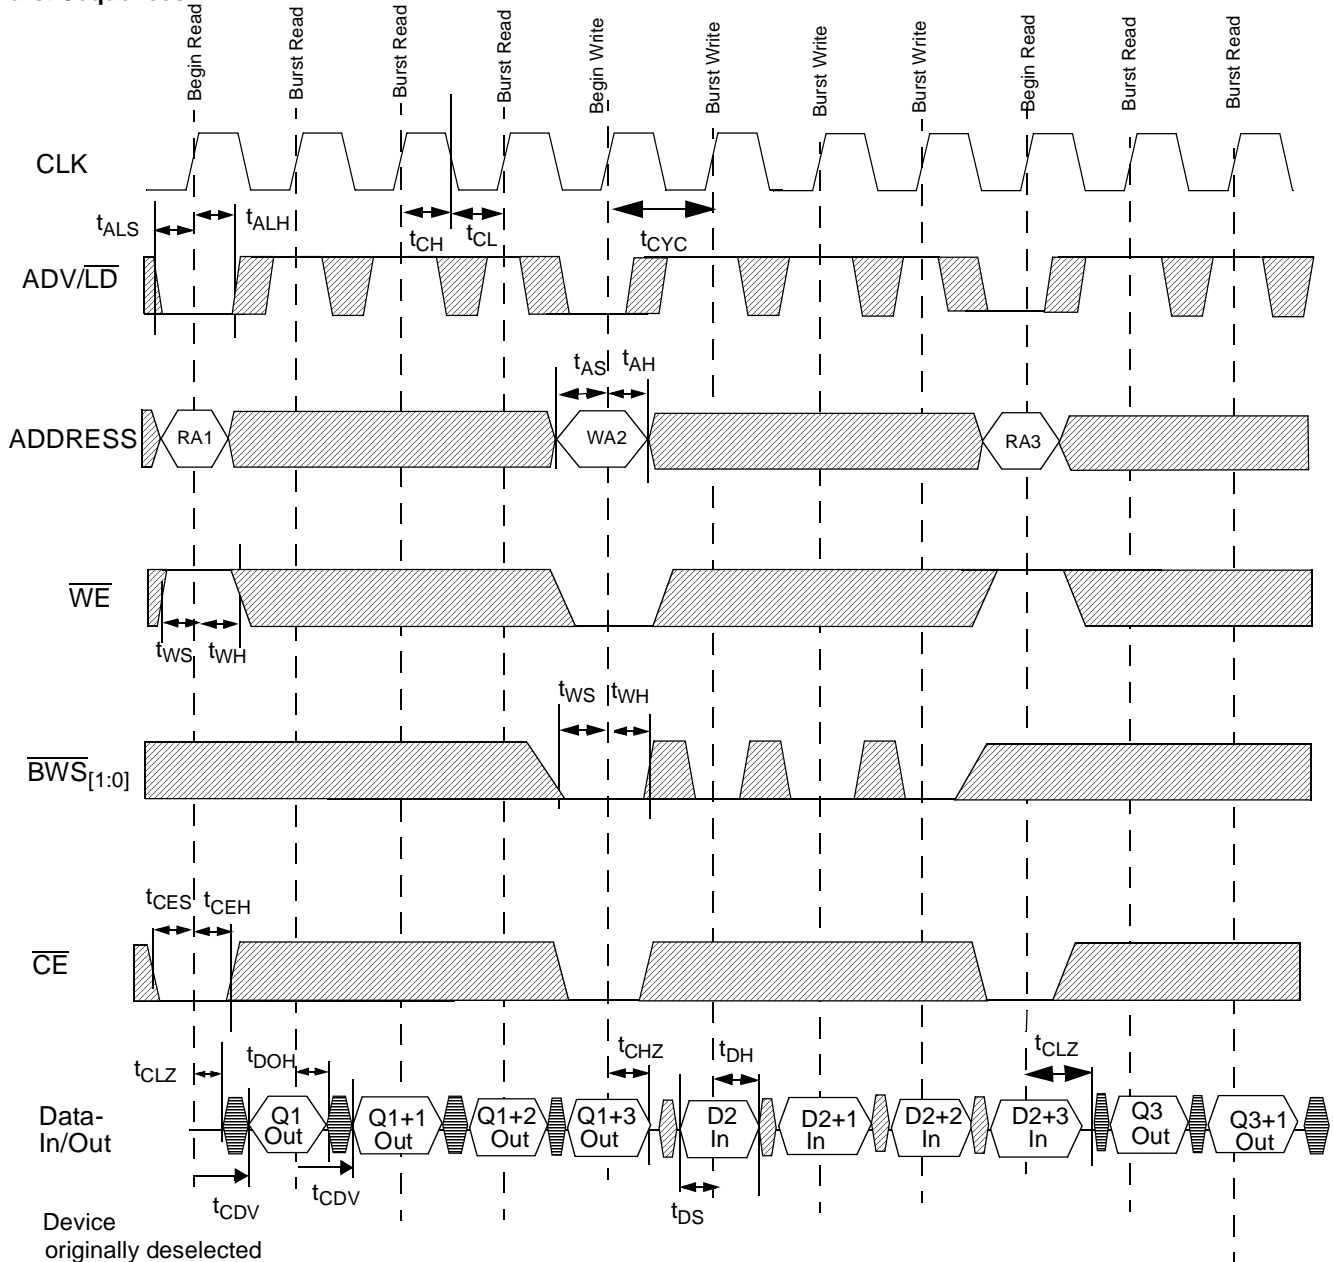 Begin Read
Burst Read
Burst Read
Burst Read
Begin Write
Burst Write
Burst Write
Burst Write
Begin Read
Burst Read
Burst Read
CLK
tALS
tALH
tCH
tCL
tCYC
ADV/LD
tAS
tAH
ADDRESS
RA1
WA2
RA3
WE
tWS
tWH
tWS
tWH
BWS[1:0]
tCES
tCEH
CE
tCLZ
tDOH
tCHZ
tDH
tCLZ
Data-
In/Out
Q1
Out
Q1+1
Out
Q1+2
Out
Q1+3
Out
D2
In
D2+1
In
D2+2
In
D2+3
In
Q3
Out
Q3+1
Out
tCDV
tCDV
tDS
Device
originally deselected